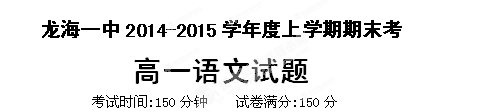 龙海一中 2014-2015 学年度上学期期末考
高一语文试题
考试时间:150 分钟 试卷满分:150 分